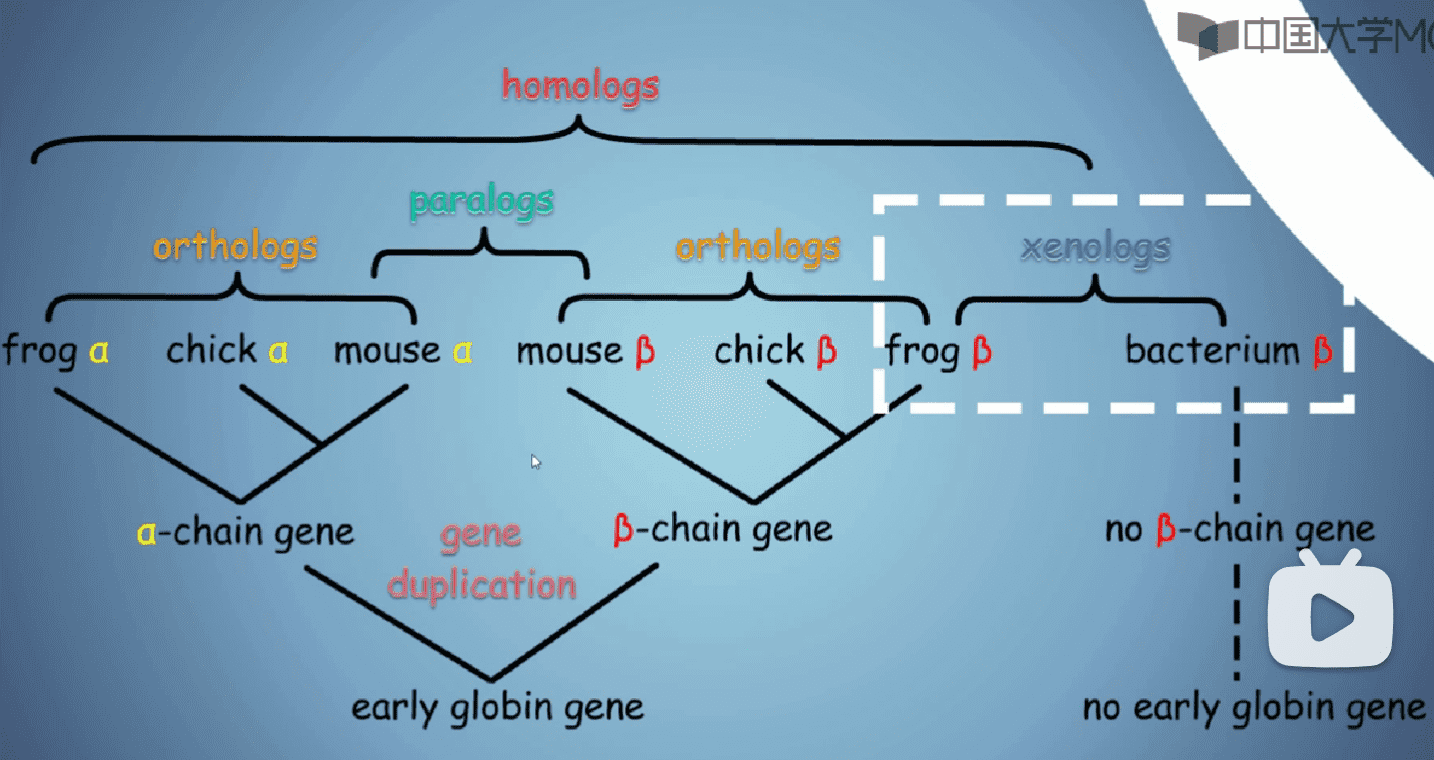 中国大学MO
homologs
paralogs
orthologs orthologs xenologs
frog α chick α mouse α mouse β chick β frog β bacterium β
α-chain gene gene duplication β-chain gene no β-chain gene
early globin gene no early globin gene